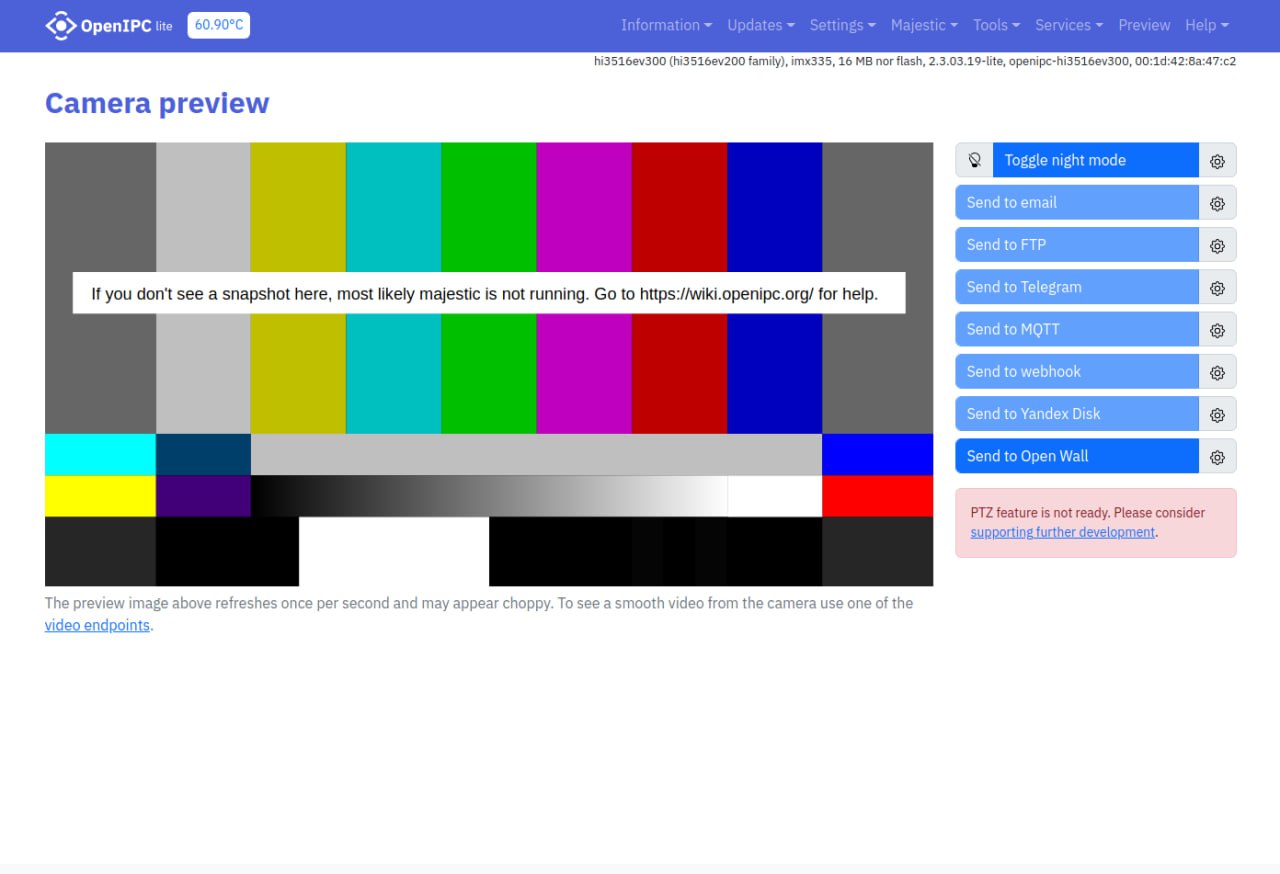 OpenIPC lite 60.90°C Information Updates Settings Majestic Tools Services Preview Help
hi3516ev300 (hi3516ev200 family), imx335, 16 MB nor flash, 2.3.03.19-lite, openipc-hi3516ev300, 00:1d:42:8a:47:c2
Camera preview
If you don't see a snapshot here, most likely majestic is not running. Go to https://wiki.openipc.org/ for help.
The preview image above refreshes once per second and may appear choppy. To see a smooth video from the camera use one of the
video endpoints.
Toggle night mode
Send to email
Send to FTP
Send to Telegram
Send to MQTT
Send to webhook
Send to Yandex Disk
Send to Open Wall
PTZ feature is not ready. Please consider
supporting further development.